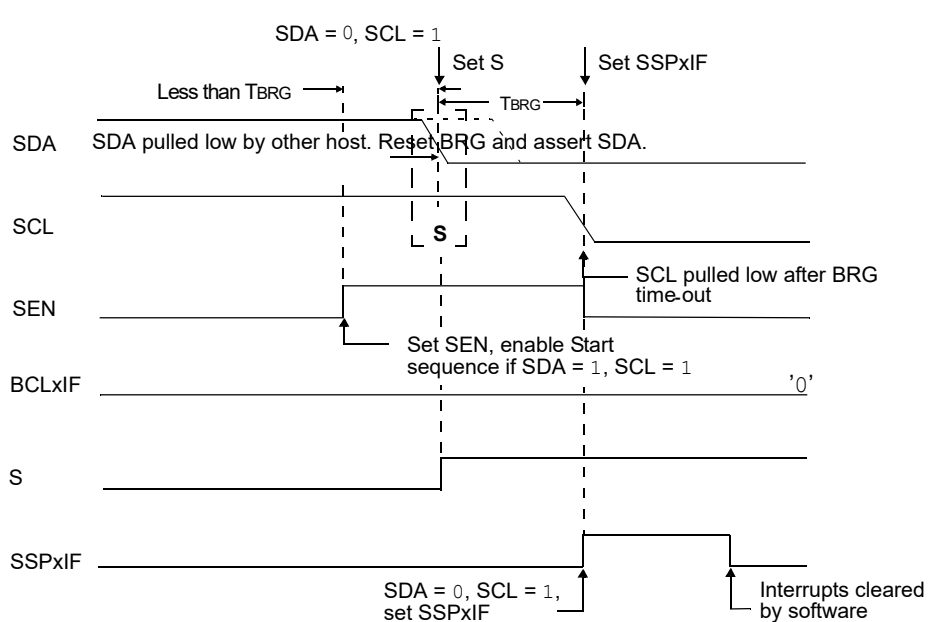 SDA = 0, SCL = 1
Set S
Set SSPxIF
Less than TBRG
TBRG
SDA
SDA pulled low by other host. Reset BRG and assert SDA.
SCL
S
SCL pulled low after BRG
time-out
SEN
Set SEN, enable Start
sequence if SDA = 1, SCL = 1
BCLxIF
'0'
S
SSPxIF
SDA = 0, SCL = 1,
set SSPxIF
Interrupts cleared
by software